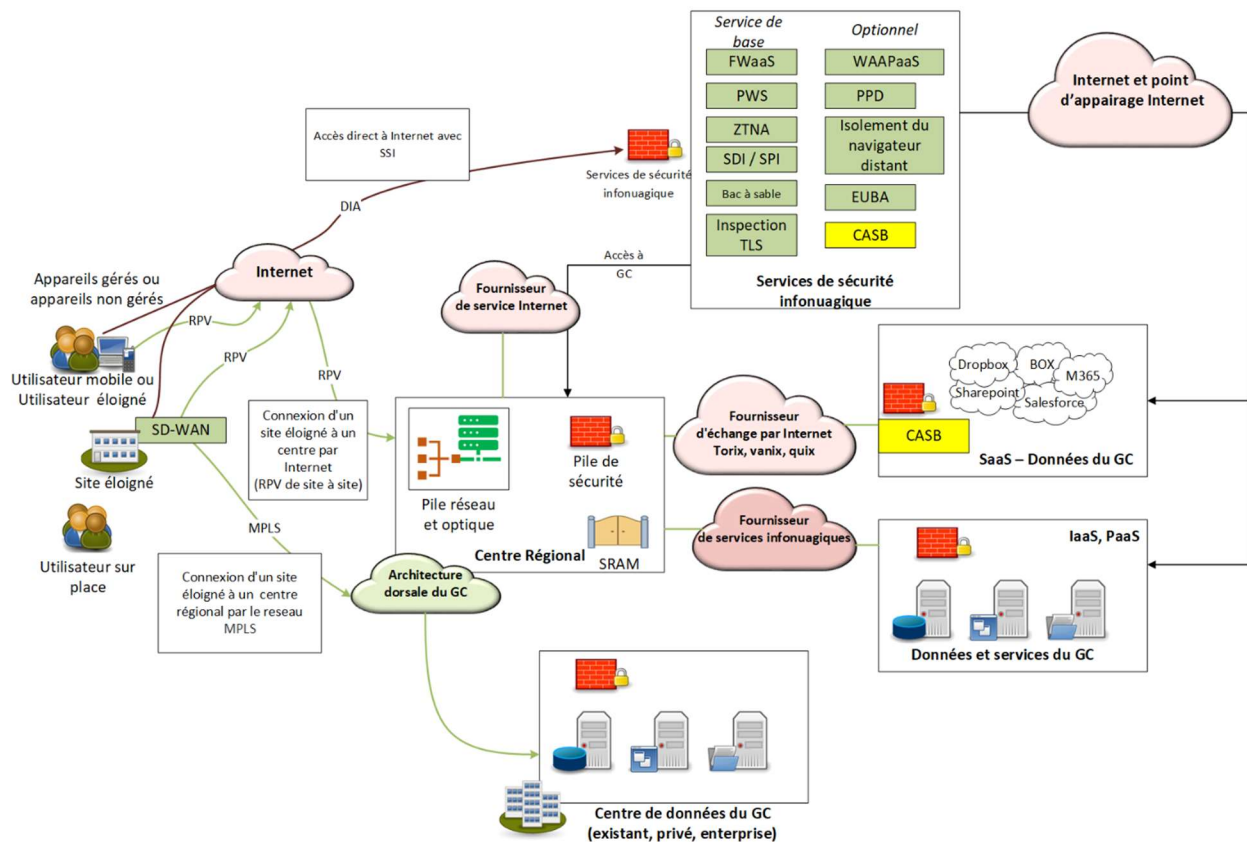 Service de
base
Optionnel
FWaaS
WAAPaaS
PWS
PPD
ZTNA
Isolement du
navigateur
distant
SDI / SPI
Bac à sable
EUBA
Inspection
TLS
CASB
Services de sécurité
infonuagique
Internet et point
d'appairage Internet
Accès direct à Internet avec
SSI
Services de sécurité
infonuagique
DIA
Internet
Appareils gérés ou
appareils non gérés
RPV
Utilisateur mobile ou
Utilisateur éloigné
RPV
RPV
SD-WAN
Site éloigné
Utilisateur sur
place
Connexion d'un
site éloigné à un
centre par
Internet
(RPV de site à site)
MPLS
Connexion d'un site
éloigné à un centre
régional par le reseau
MPLS
Accès à
GC
Fournisseur
de service Internet
Pile réseau
et optique
Pile de
sécurité
Centre Régional
SRAM
Architecture
dorsale du GC
Fournisseur
d'échange par Internet
Torix, vanix, quix
Fournisseur
de services infonuagiques
Dropbox
BOX
M365
Sharepoint
Salesforce
CASB
SaaS – Données du GC
IaaS, PaaS
Données et services du GC
Centre de données du GC
(existant, privé, enterprise)